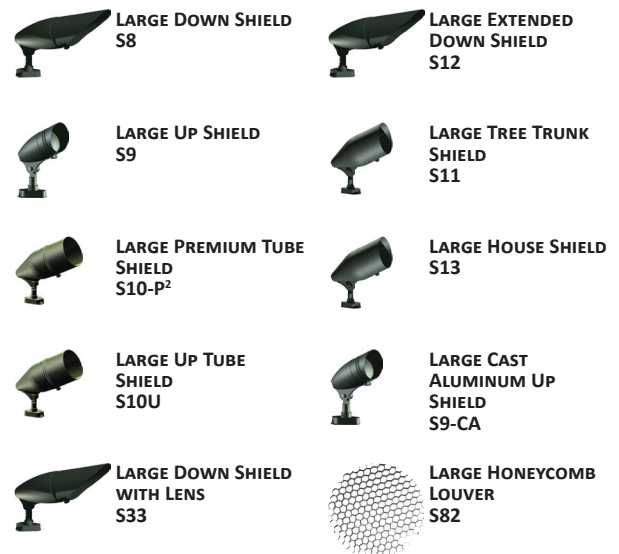 Large Down Shield
S8
Large Extended
Down Shield
S12
Large Up Shield
S9
Large Tree Trunk
Shield
S11
Large Premium Tube
Shield
S10-P²
Large House Shield
S13
Large Up Tube
Shield
S10U
Large Cast
Aluminum Up
Shield
S9-CA
Large Down Shield
with Lens
S33
Large Honeycomb
Louver
S82